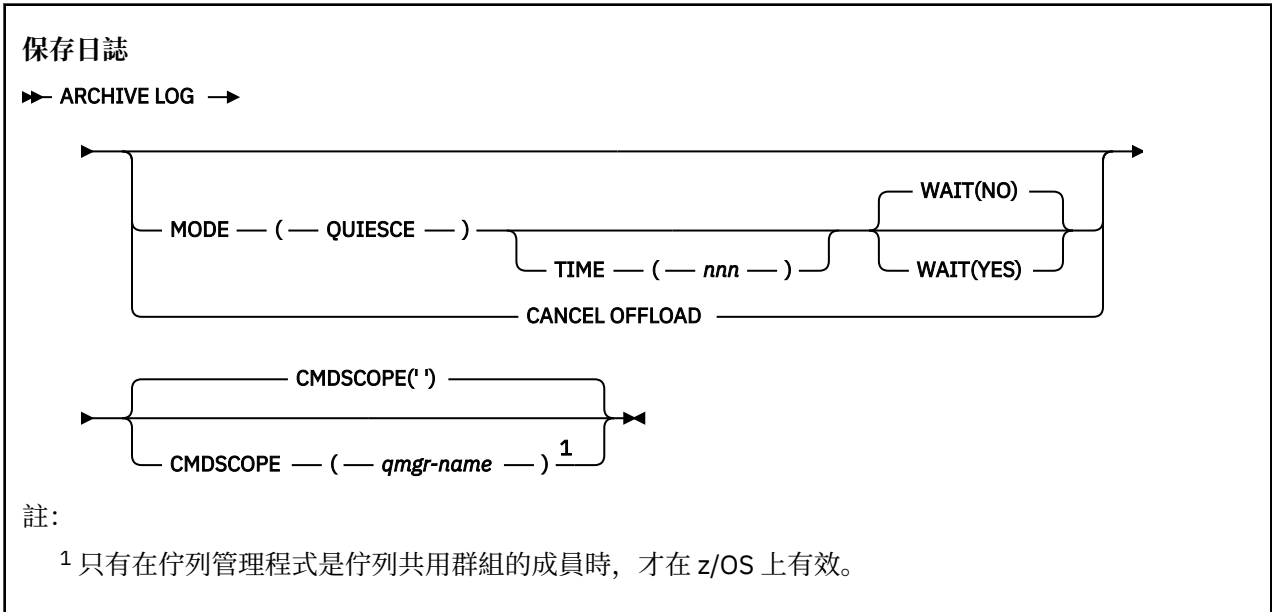 保存日誌
ARCHIVE LOG
WAIT(NO)
MODE ( QUIESCE )
TIME ( nnn )
WAIT(YES)
CANCEL OFFLOAD
CMDSCOPE(' ')
CMDSCOPE ( qmgr-name ) 1
註:
1 只有在佇列管理程式是佇列共用群組的成員時，才在 z/OS 上有效。